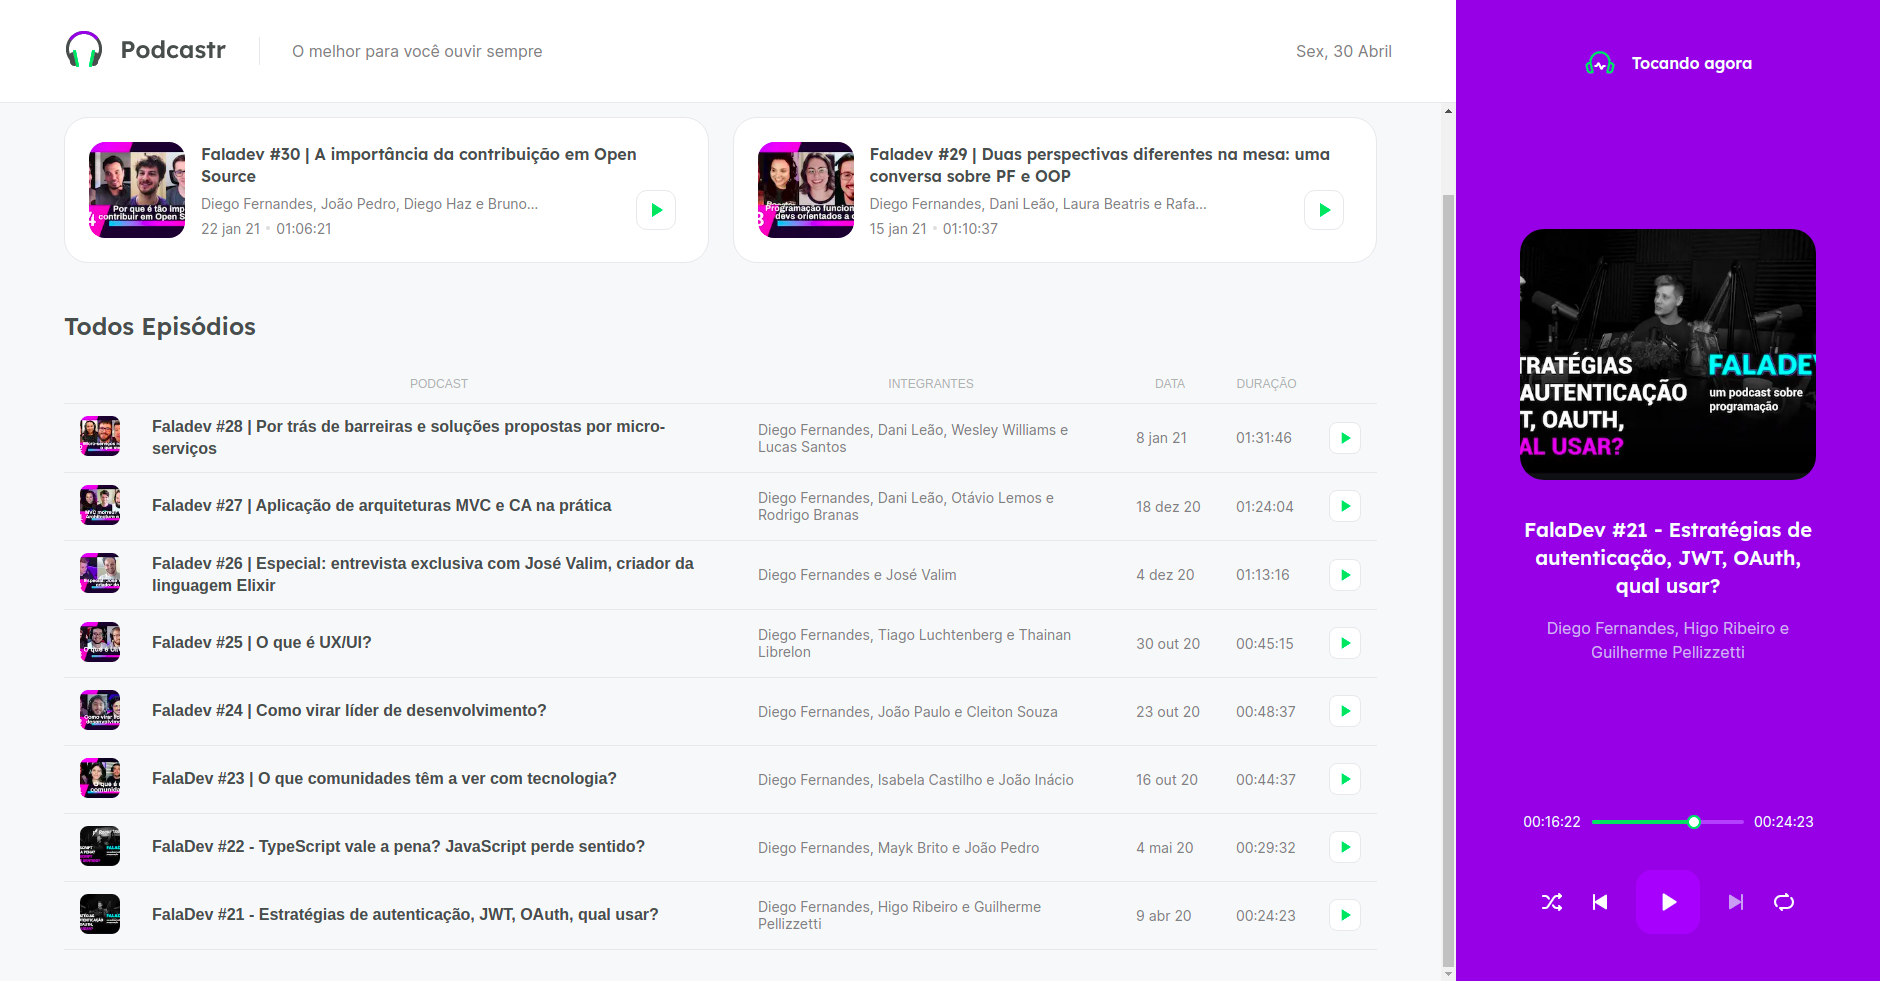 Podcastr
O melhor para você ouvir sempre
Sex, 30 Abril
Faladev #30 | A importância da contribuição em Open
Source
Diego Fernandes, João Pedro, Diego Haz e Bruno...
22 jan 21 • 01:06:21
Por que é tão imp
contribuir em Open S
Faladev #29 | Duas perspectivas diferentes na mesa: uma
conversa sobre PF e OOP
Diego Fernandes, Dani Leão, Laura Beatris e Rafa...
15 jan 21 • 01:10:37
Programação funcion
devs orientados a
Todos Episódios
PODCAST INTEGRANTES DATA DURAÇÃO
Faladev #28 | Por trás de barreiras e soluções propostas por micro-
serviços
Diego Fernandes, Dani Leão, Wesley Williams e
Lucas Santos
8 jan 21
01:31:46
Faladev #27 | Aplicação de arquiteturas MVC e CA na prática
Diego Fernandes, Dani Leão, Otávio Lemos e
Rodrigo Branas
18 dez 20
01:24:04
Faladev #26 | Especial: entrevista exclusiva com José Valim, criador da
linguagem Elixir
Diego Fernandes e José Valim
4 dez 20
01:13:16
Faladev #25 | O que é UX/UI?
Diego Fernandes, Tiago Luchtenberg e Thainan
Librelon
30 out 20
00:45:15
Faladev #24 | Como virar líder de desenvolvimento?
Diego Fernandes, João Paulo e Cleiton Souza
23 out 20
00:48:37
FalaDev #23 | O que comunidades têm a ver com tecnologia?
Diego Fernandes, Isabela Castilho e João Inácio
16 out 20
00:44:37
FalaDev #22 - TypeScript vale a pena? JavaScript perde sentido?
Diego Fernandes, Mayk Brito e João Pedro
4 mai 20
00:29:32
FalaDev #21 - Estratégias de autenticação, JWT, OAuth, qual usar?
Diego Fernandes, Higo Ribeiro e Guilherme
Pellizzetti
9 abr 20
00:24:23
Tocando agora
TRATÉGIAS
AUTENTICAÇÃO
T, OAUTH,
AL USAR?
FALADEV
um podcast sobre
programação
FalaDev #21 - Estratégias de
autenticação, JWT, OAuth,
qual usar?
Diego Fernandes, Higo Ribeiro e
Guilherme Pellizzetti
00:16:22
00:24:23